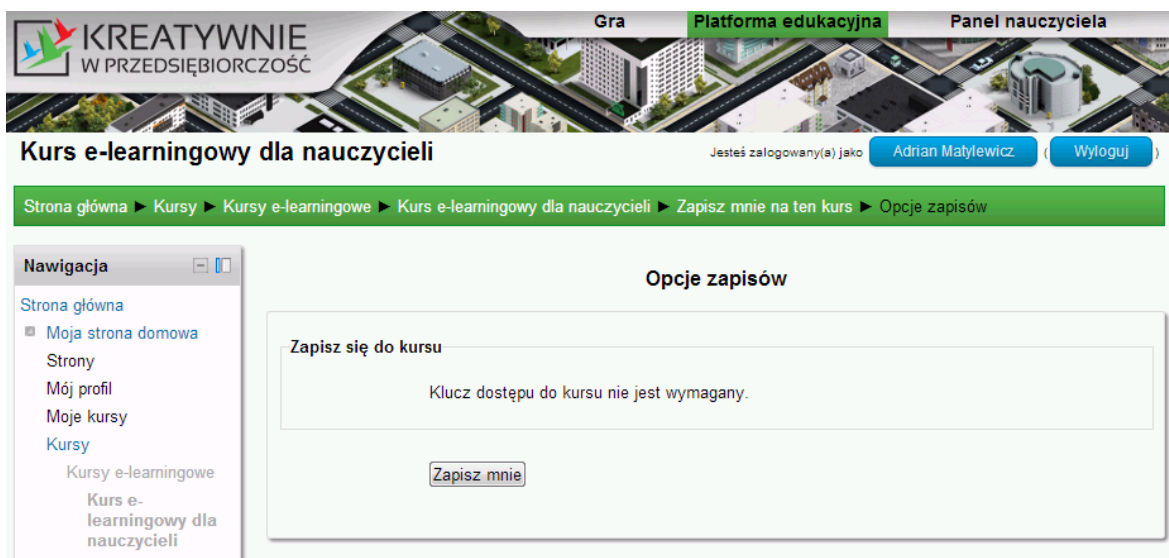 Gra Platforma edukacyjna Panel nauczyciela
KREATYWNIE
W PRZEDSIĘBIORCZOŚĆ
Kurs e-learningowy dla nauczycieli
Jesteś zalogowany(a) jako Adrian Matylewicz ( Wyloguj )
Strona główna ► Kursy ► Kursy e-learningowe ► Kurs e-learningowy dla nauczycieli ► Zapisz mnie na ten kurs ► Opcje zapisów
Nawigacja
Strona główna
Moja strona domowa
Strony
Mój profil
Moje kursy
Kursy
Kursy e-learningowe
Kurs e-
learningowy dla
nauczycieli
Opcje zapisów
Zapisz się do kursu
Klucz dostępu do kursu nie jest wymagany.
Zapisz mnie